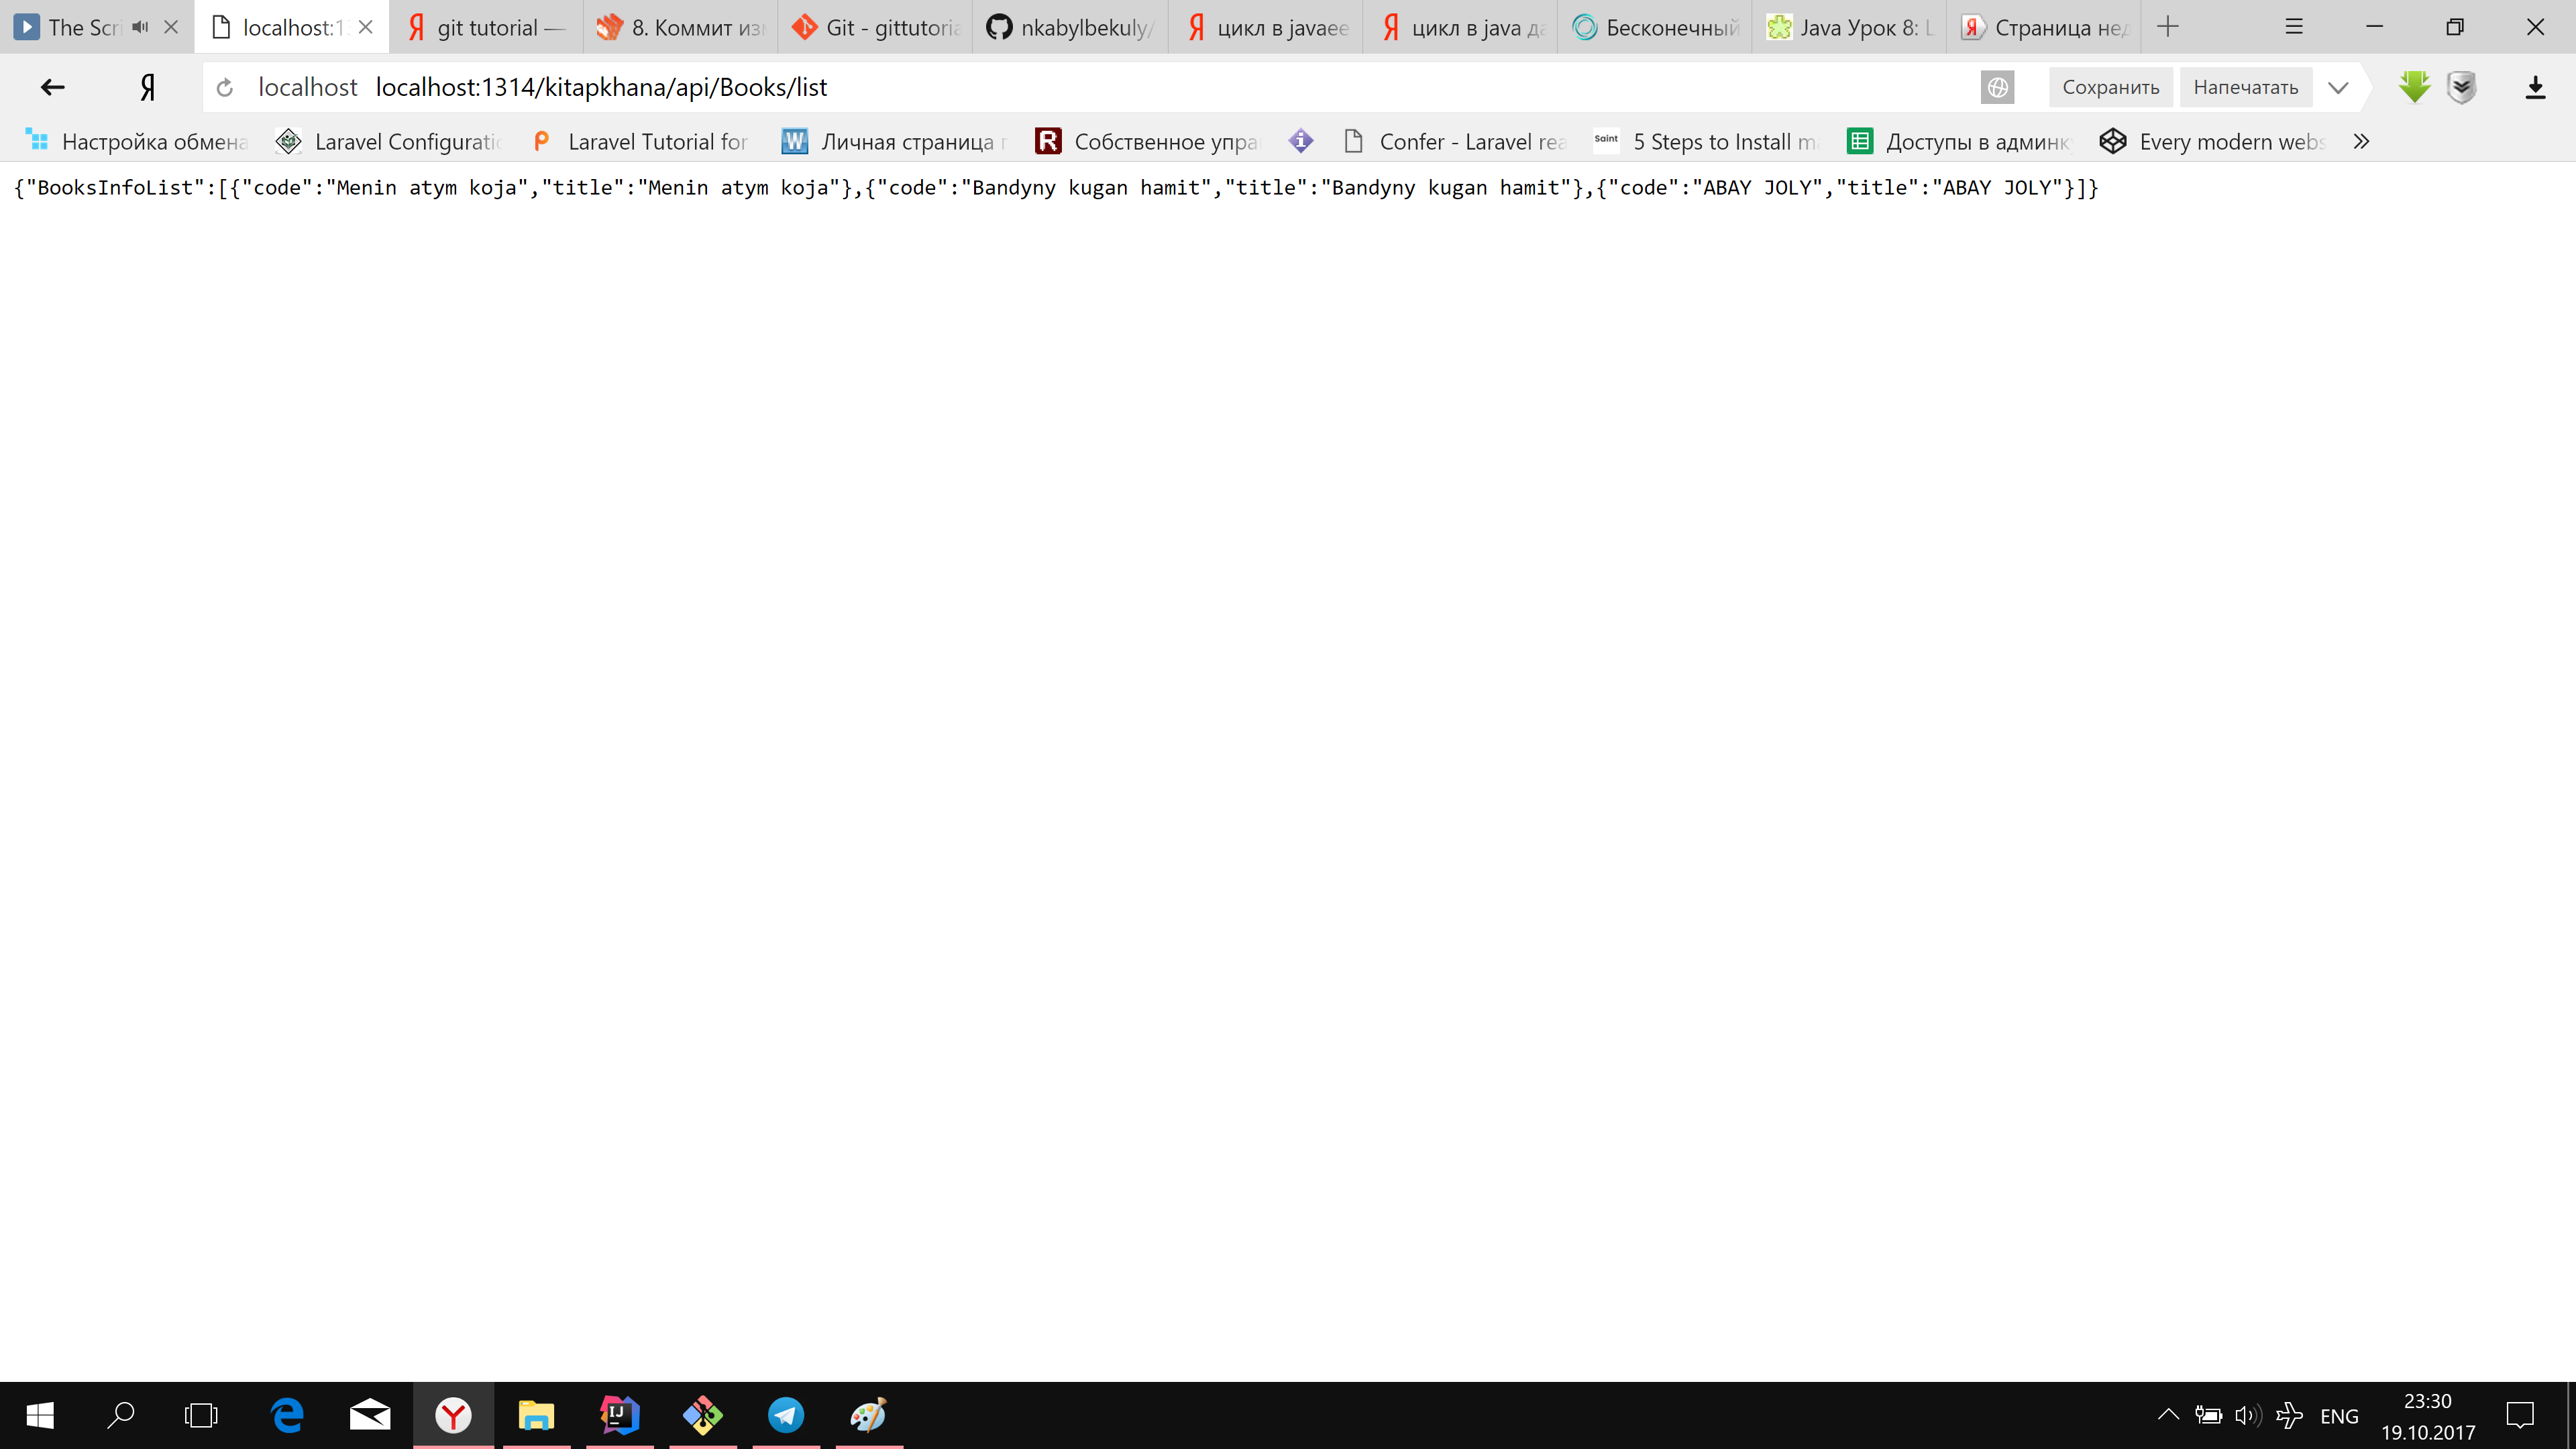 The Scr
localhost:1
git tutorial —
8. Коммит из
Git - gittutoria
nkabylbekuly/
цикл в javaee
цикл в java д
Бесконечный
Java Урок 8:
Страница нед
Я localhost localhost:1314/kitapkhana/api/Books/list Сохранить Напечатать
Настройка обмена Laravel Configuratio Laravel Tutorial for Личная страница Собственное упра Confer - Laravel rea Saint 5 Steps to Install m Доступы в админк Every modern webs
{"BooksInfoList":[{"code":"Menin atym koja","title":"Menin atym koja"},{"code":"Bandyny kugan hamit","title":"Bandyny kugan hamit"},{"code":"ABAY JOLY","title":"ABAY JOLY"}]}
ENG
23:30
19.10.2017